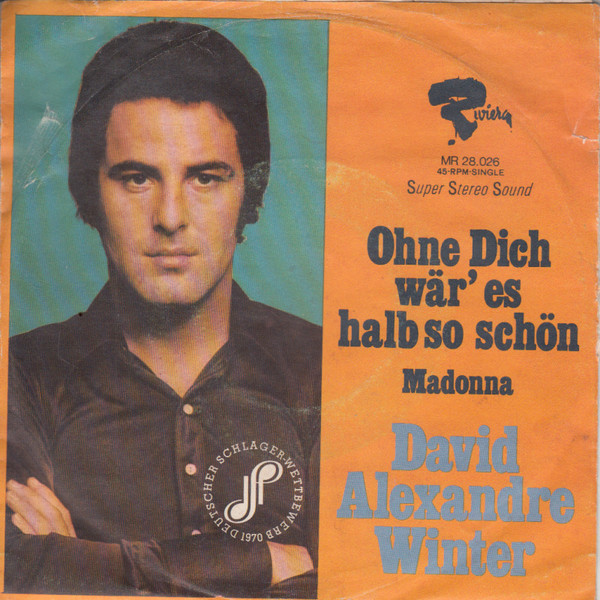 Riviera
MR 28.026
45-RPM-SINGLE
Super Stereo Sound
Ohne Dich
wär' es
halb so schön
Madonna
David
Alexandre
Winter
DEUTSCHER SCHLAGER-WETTBEWERB 1970